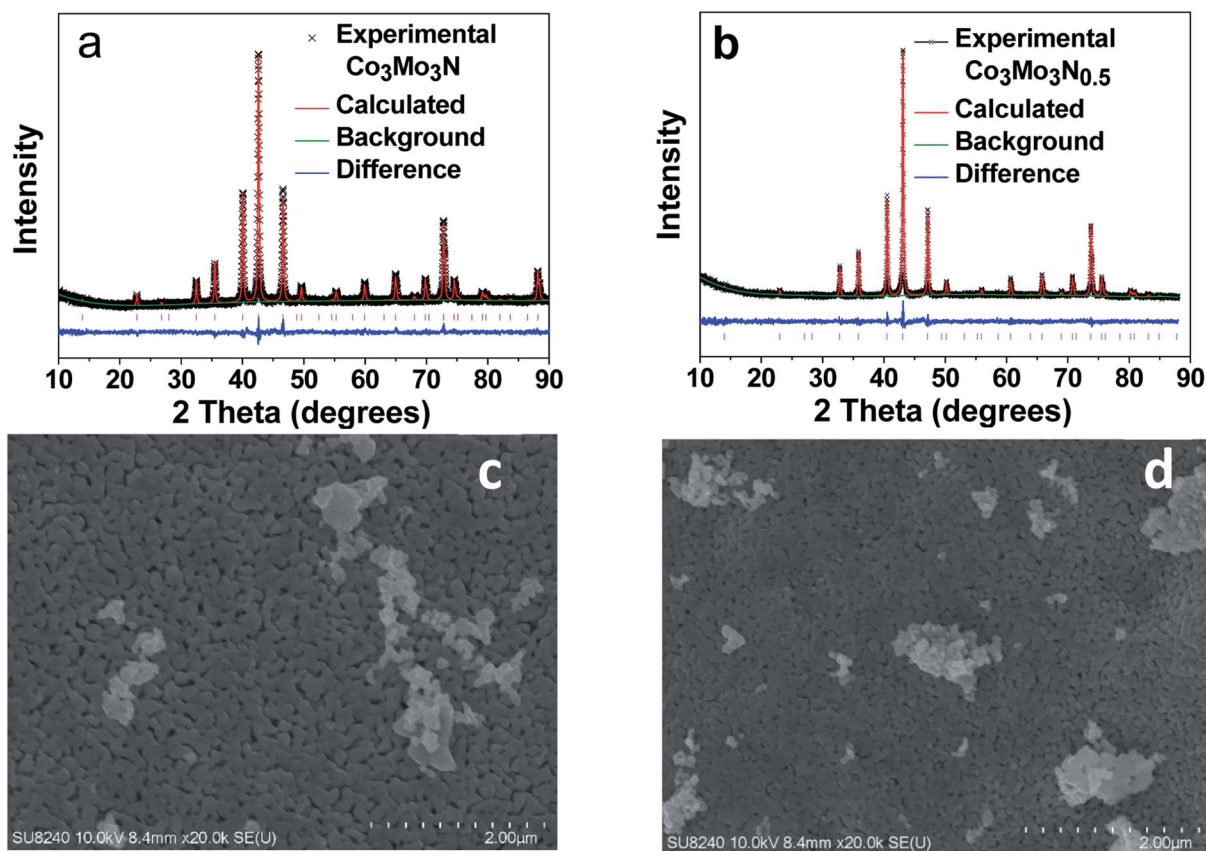 a
Experimental
Co₃Mo₃N
Calculated
Background
Difference
Intensity
10 20 30 40 50 60 70 80 90
2 Theta (degrees)
b
Experimental
Co₃Mo₃N₀.₅
Calculated
Background
Difference
Intensity
10 20 30 40 50 60 70 80 90
2 Theta (degrees)
c
SU8240 10.0kV 8.4mm x20.0k SE(U)
2.00μm
d
SU8240 10.0kV 8.4mm x20.0k SE(U)
2.00μm